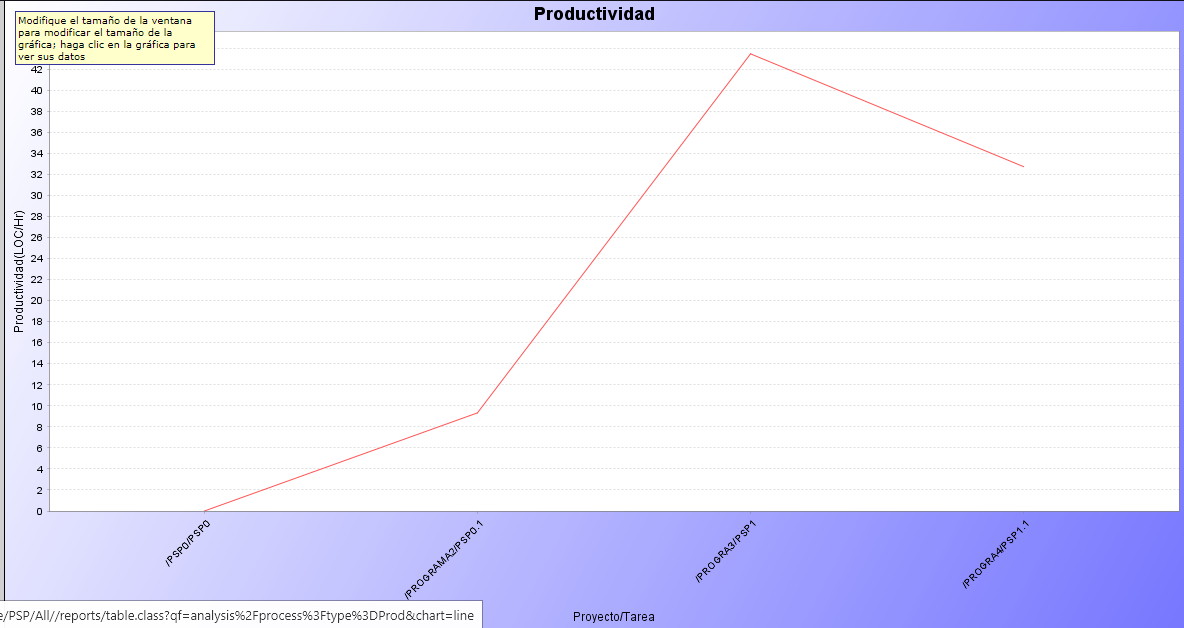 Productividad
Modifique el tamaño de la ventana
para modificar el tamaño de la
gráfica; haga clic en la gráfica para
ver sus datos
42
40
38
36
34
32
30
28
26
24
22
20
18
16
14
12
10
8
6
4
2
0
Productividad(LOC/Hr)
/PSP0/PSP0
/PROGRAMA2/PSP0.1
/PROGRA3/PSP1
/PROGRA4/PSP1.1
Proyecto/Tarea
e/PSP/All//reports/table.class?qf=analysis%2Fprocess%3Ftype%3DProd&chart=line